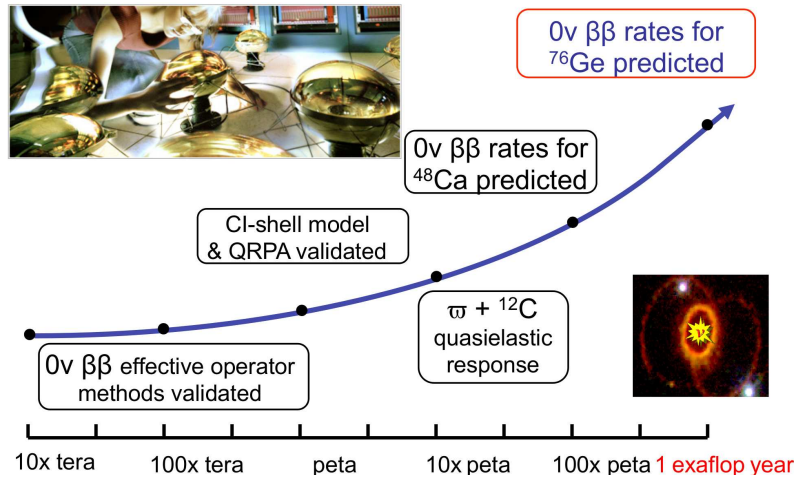 0ν ββ rates for
⁷⁶Ge predicted
0ν ββ rates for
⁴⁸Ca predicted
CI-shell model
& QRPA validated
ϖ + ¹²C
quasielastic
response
0ν ββ effective operator
methods validated
ν
10x tera 100x tera peta 10x peta 100x peta 1 exaflop year